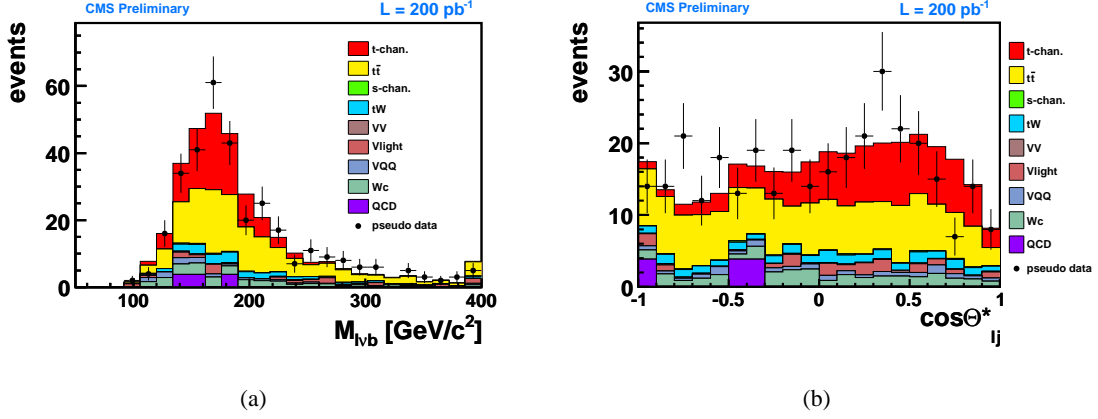 CMS Preliminary
L = 200 pb⁻¹
events
60
40
20
0
t-chan.
tt̄
s-chan.
tW
VV
Vlight
VQQ
Wc
QCD
pseudo data
100
200
300
400
M_lνb [GeV/c²]
(a)
CMS Preliminary
L = 200 pb⁻¹
events
30
20
10
0
t-chan.
tt̄
s-chan.
tW
VV
Vlight
VQQ
Wc
QCD
pseudo data
-1
-0.5
0
0.5
1
cosΘ*_lj
(b)